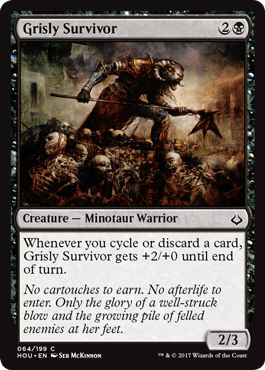 Grisly Survivor 2
Creature — Minotaur Warrior
Whenever you cycle or discard a card,
Grisly Survivor gets +2/+0 until end
of turn.
No cartouches to earn. No afterlife to
enter. Only the glory of a well-struck
blow and the growing pile of felled
enemies at her feet.
2/3
064/199 C
HOU • EN Seb McKinnon
™ & © 2017 Wizards of the Coast